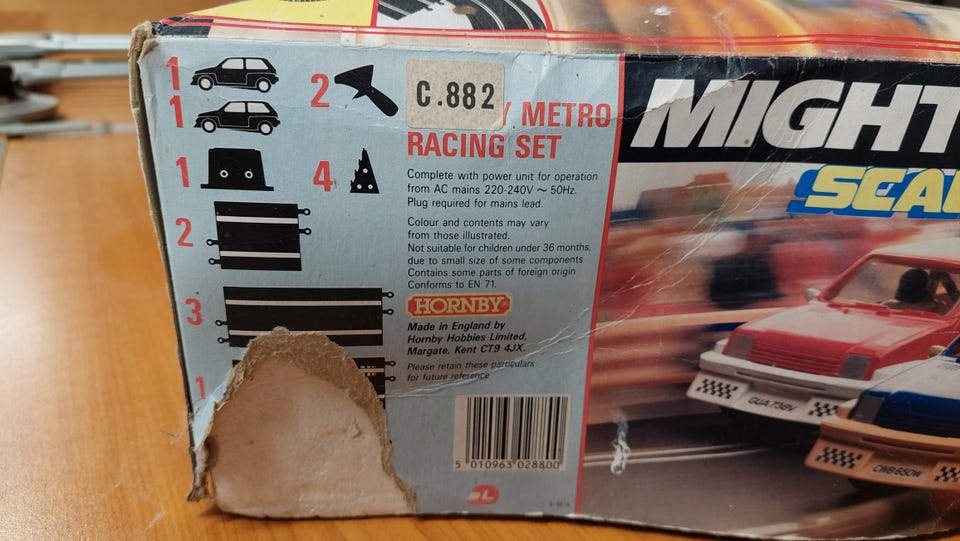 1
1
2
C.882
Y METRO
RACING SET
1
4
2
3
1
Complete with power unit for operation
from AC mains 220-240V ~ 50Hz.
Plug required for mains lead.
Colour and contents may vary
from those illustrated.
Not suitable for children under 36 months,
due to small size of some components
Contains some parts of foreign origin
Conforms to EN 71.
HORNBY
Made in England by
Hornby Hobbies Limited,
Margate, Kent CT9 4JX.
Please retain these particulars
for future reference
5 010963 028800
MIGHT
SCAL
GUA 738V
CWB 650W